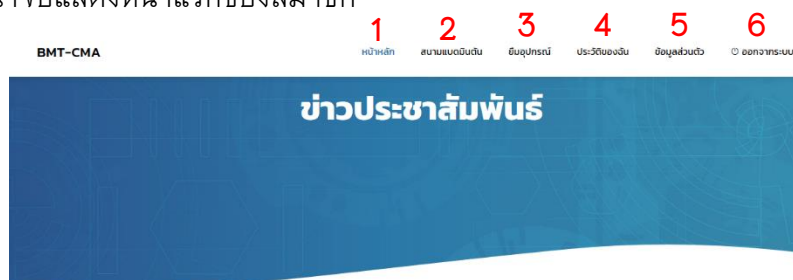 1 2 3 4 5 6
BMT-CMA หน้าหลัก สนามแบดมินตัน ยืมอุปกรณ์ ประวัติของฉัน ข้อมูลส่วนตัว ออกจากระบบ
ข่าวประชาสัมพันธ์